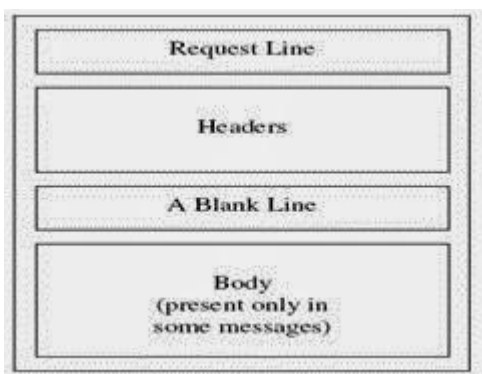 Request Line
Headers
A Blank Line
Body
(present only in
some messages)